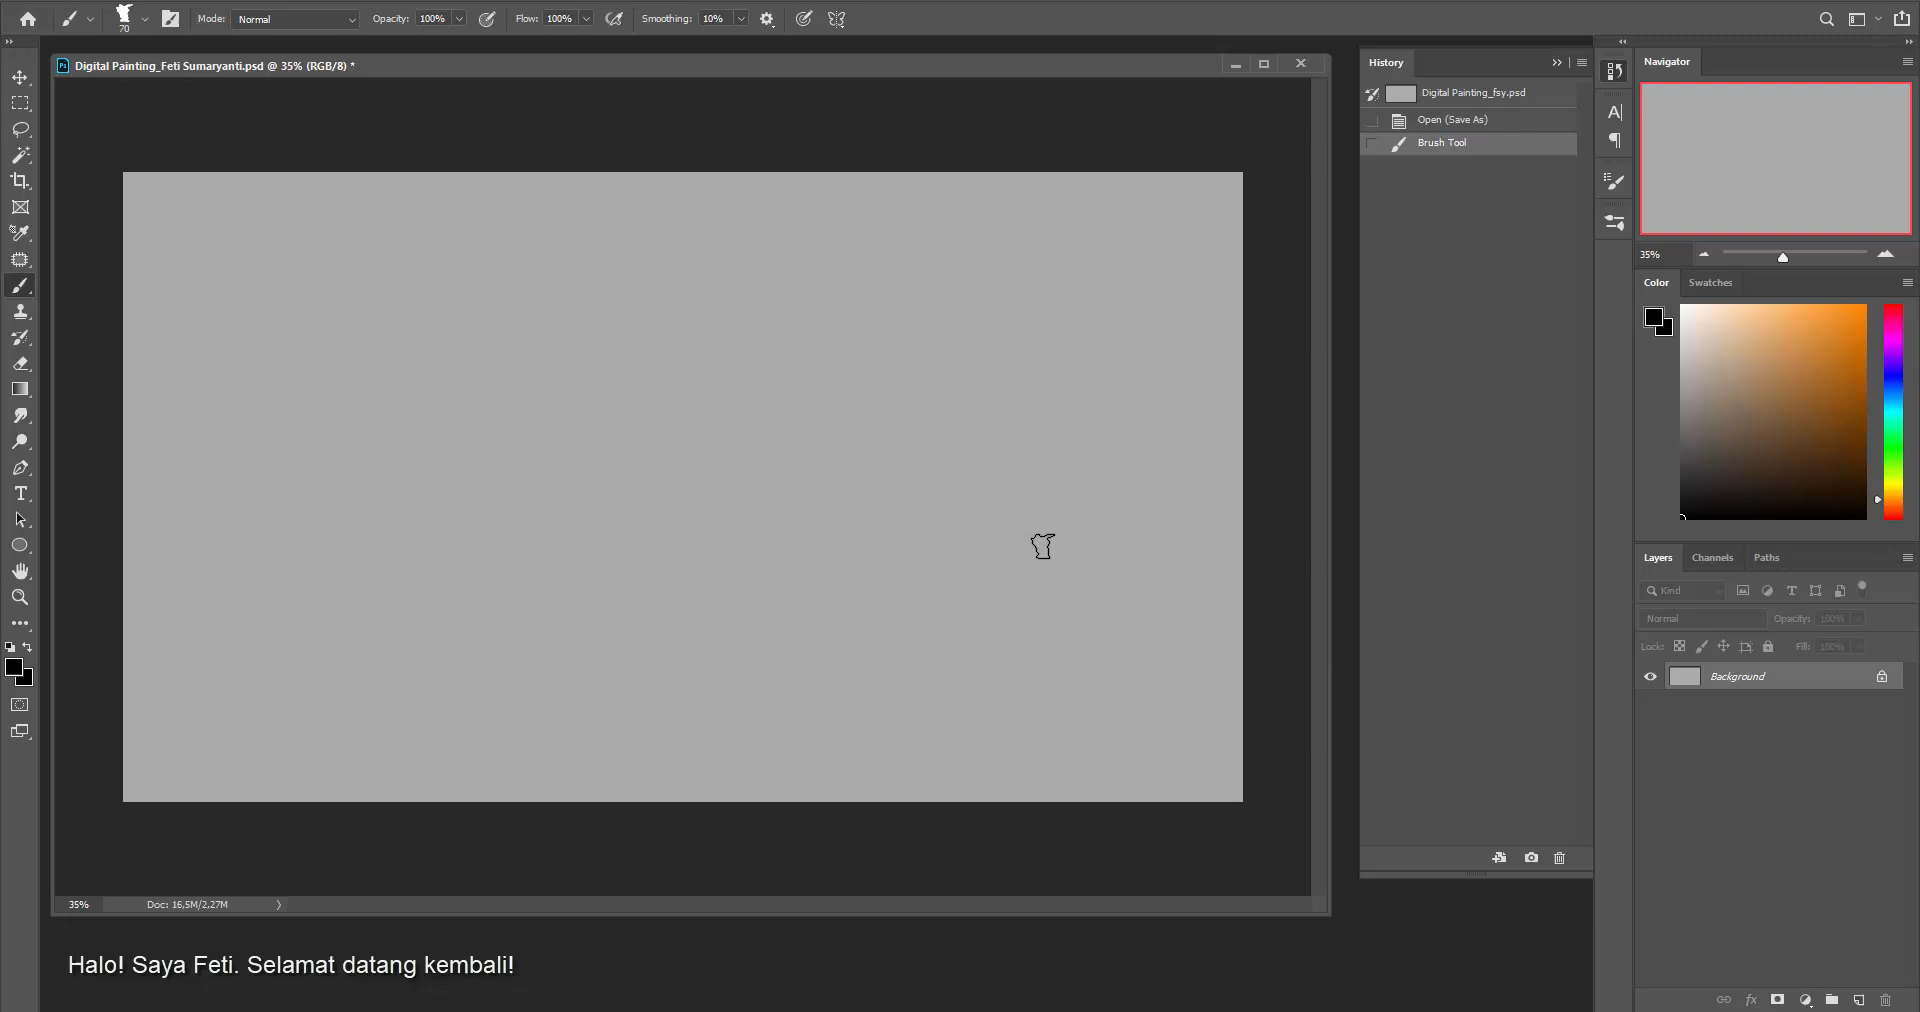 70
Mode: Normal
Opacity: 100%
Flow: 100%
Smoothing: 10%
Digital Painting_Feti Sumaryanti.psd @ 35% (RGB/8) *
History
Digital Painting_fsy.psd
Open (Save As)
Brush Tool
Navigator
35%
Color
Swatches
Layers
Channels
Paths
Kind
Normal
Opacity: 100%
Lock:
Fill: 100%
Background
35%
Doc: 16,5M/2,27M
Halo! Saya Feti. Selamat datang kembali!